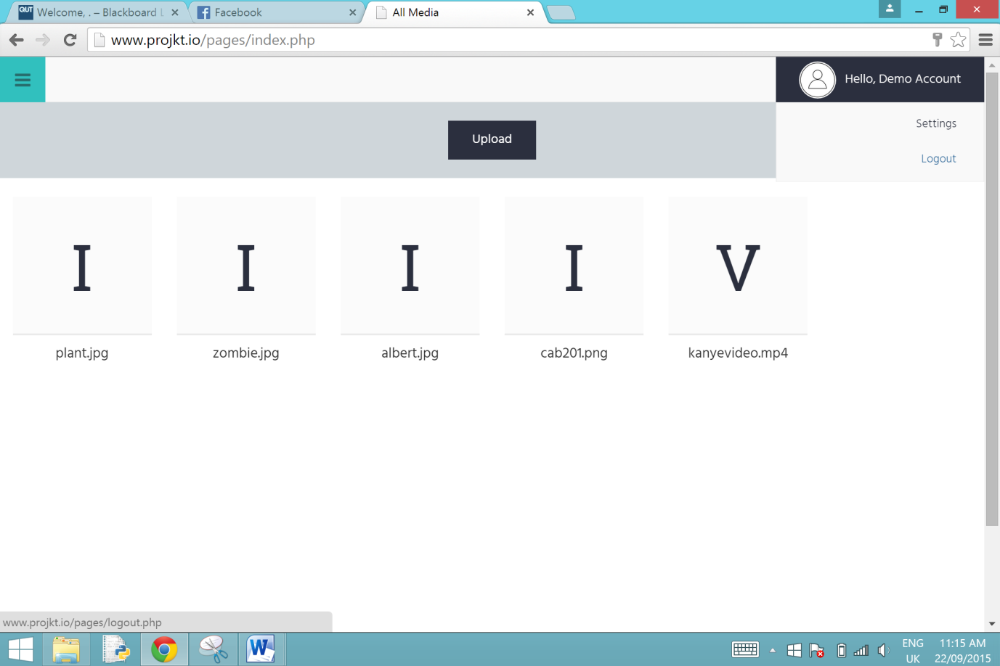 QUT Welcome, . – Blackboard L
Facebook
All Media
www.projkt.io/pages/index.php
Hello, Demo Account
Upload
Settings
Logout
I I I I V
plant.jpg zombie.jpg albert.jpg cab201.png kanyevideo.mp4
www.projkt.io/pages/logout.php
ENG 11:15 AM
UK 22/09/2015